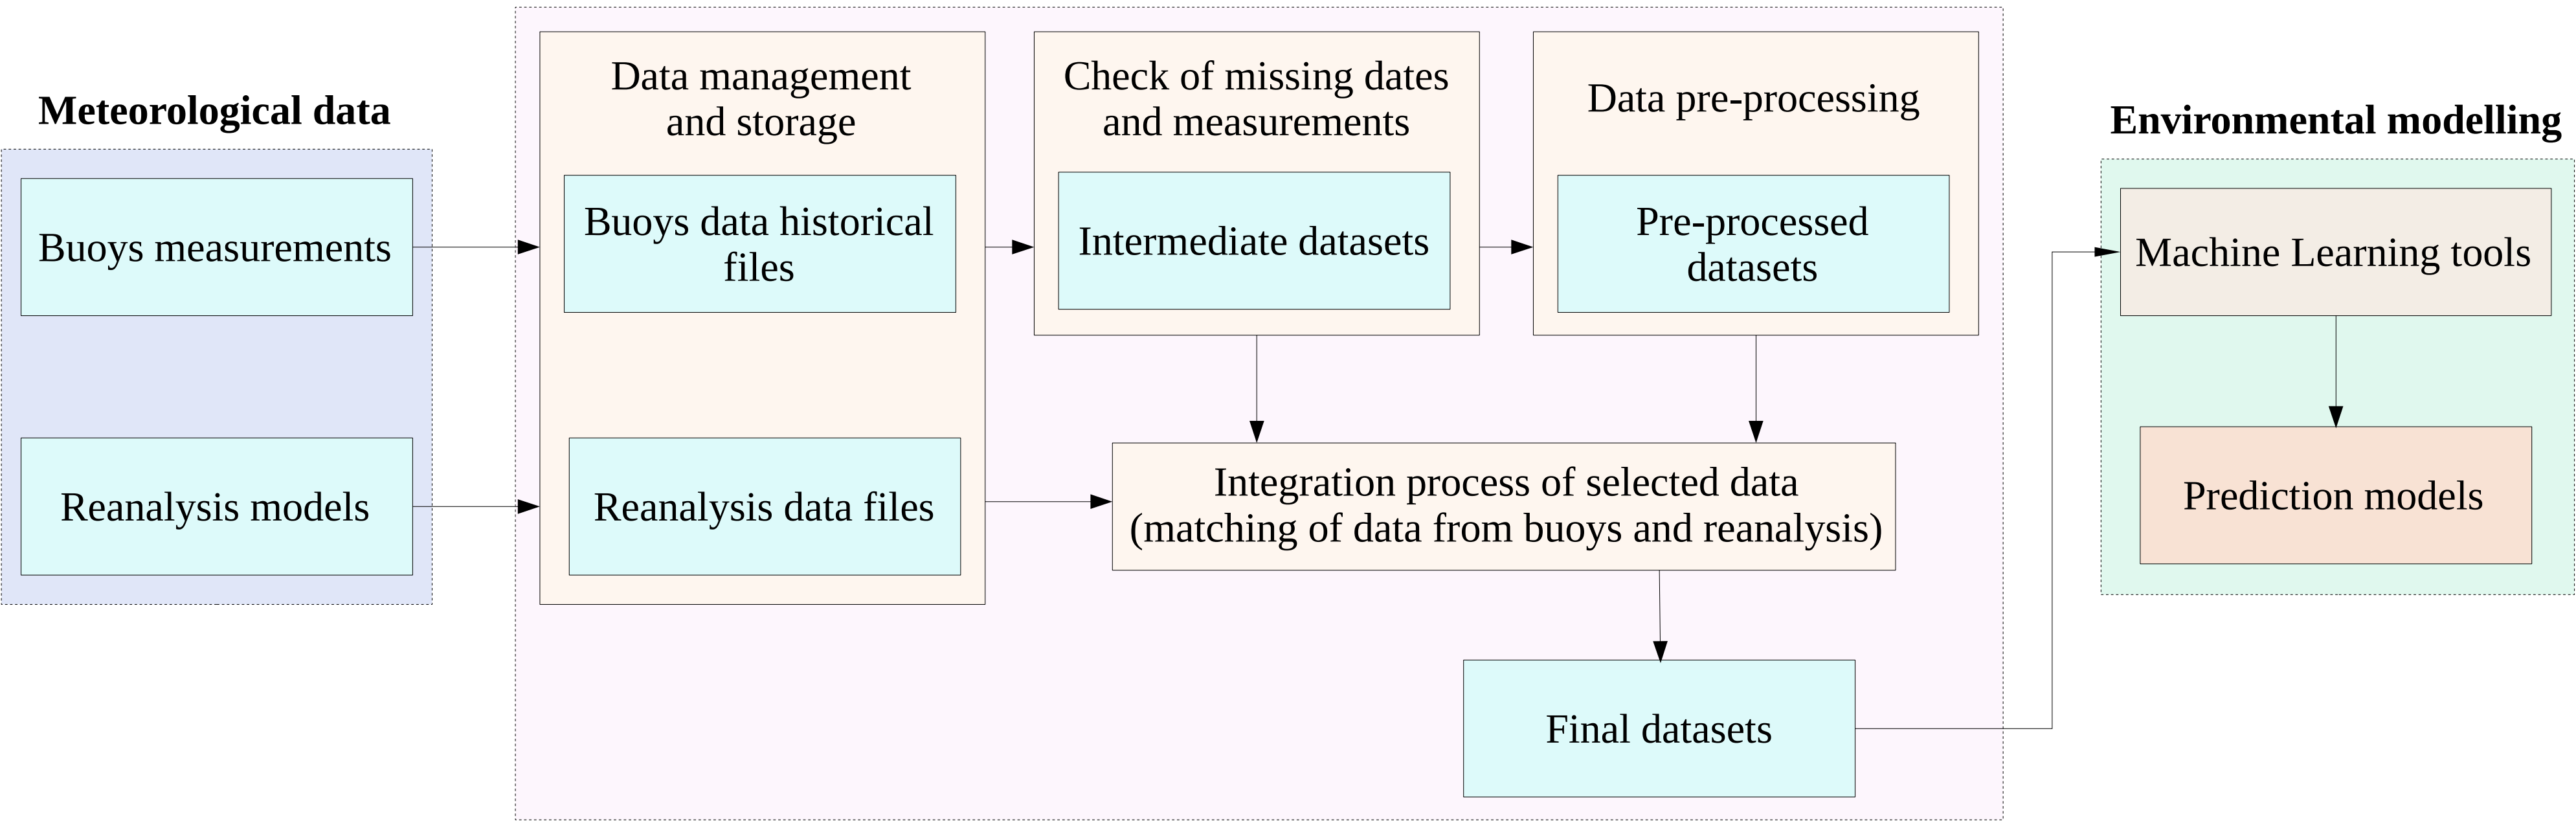 Meteorological data
Buoys measurements
Reanalysis models
Data management
and storage
Buoys data historical
files
Reanalysis data files
Check of missing dates
and measurements
Intermediate datasets
Data pre-processing
Pre-processed
datasets
Integration process of selected data
(matching of data from buoys and reanalysis)
Final datasets
Environmental modelling
Machine Learning tools
Prediction models